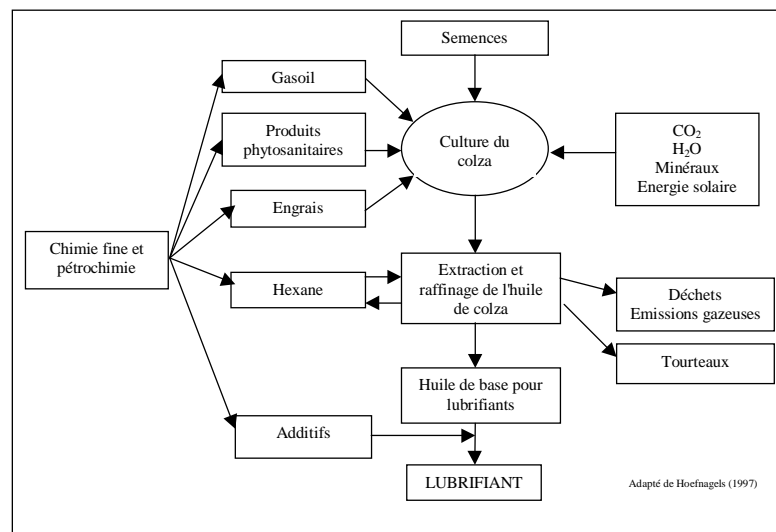 Semences
Gasoil
Produits
phytosanitaires
Culture du
colza
CO₂
H₂O
Minéraux
Energie solaire
Engrais
Chimie fine et
pétrochimie
Hexane
Extraction et
raffinage de l'huile
de colza
Déchets
Emissions gazeuses
Tourteaux
Huile de base pour
lubrifiants
Additifs
LUBRIFIANT
Adapté de Hoefnagels (1997)